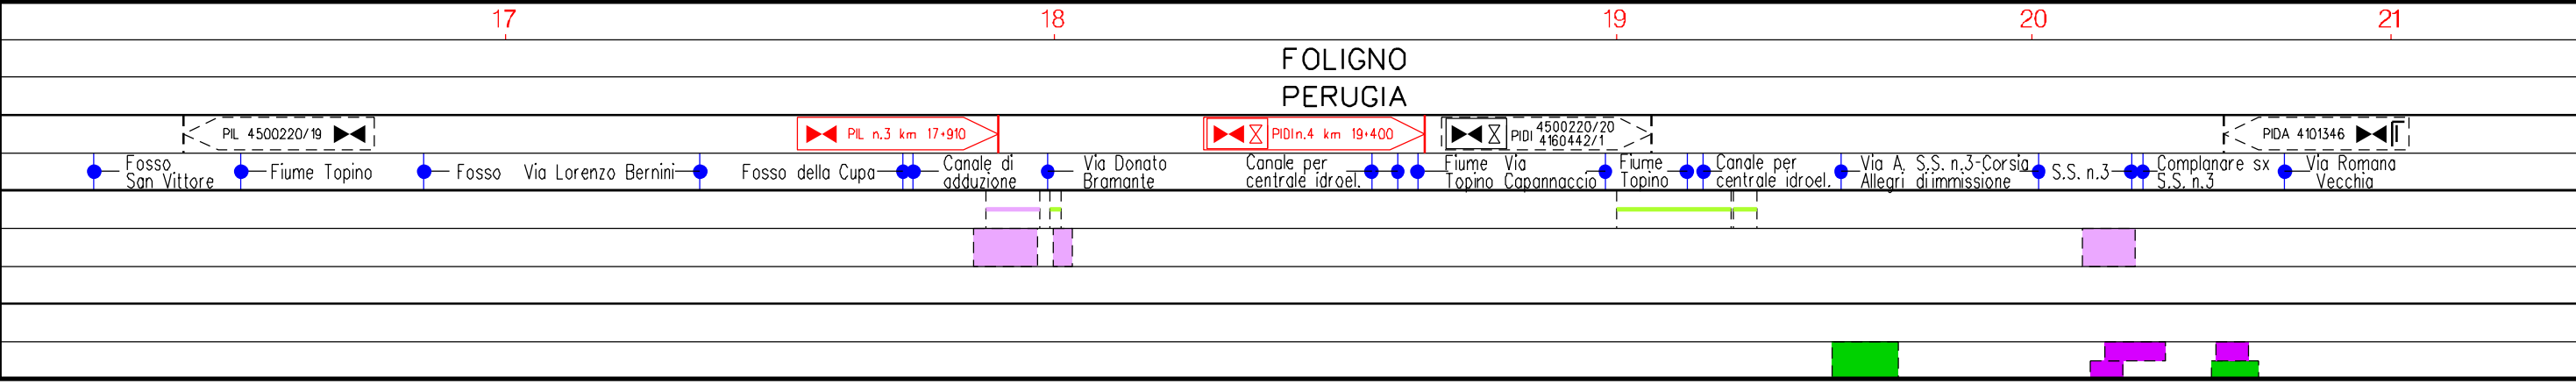 17 18 19 20 21
FOLIGNO
PERUGIA
PIL 4500220/19
PIL n.3 km 17+910
PIDI n.4 km 19+400
PIDI 4500220/20
4160442/1
PIDA 4101346
Fosso
San Vittore
Fiume Topino
Fosso
Via Lorenzo Bernini
Fosso della Cupa
Canale di
adduzione
Via Donato
Bramante
Canale per
centrale idroel.
Fiume
Topino
Via
Capannaccio
Fiume
Topino
Canale per
centrale idroel.
Via A.
Allegri
S.S. n.3-Corsia
di immissione
S.S. n.3
Complanare sx
S.S. n.3
Via Romana
Vecchia